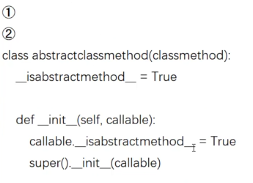 ①
②
class abstractclassmethod(classmethod):
__isabstractmethod__ = True
def __init__(self, callable):
callable.__isabstractmethod__ = True
super().__init__(callable)